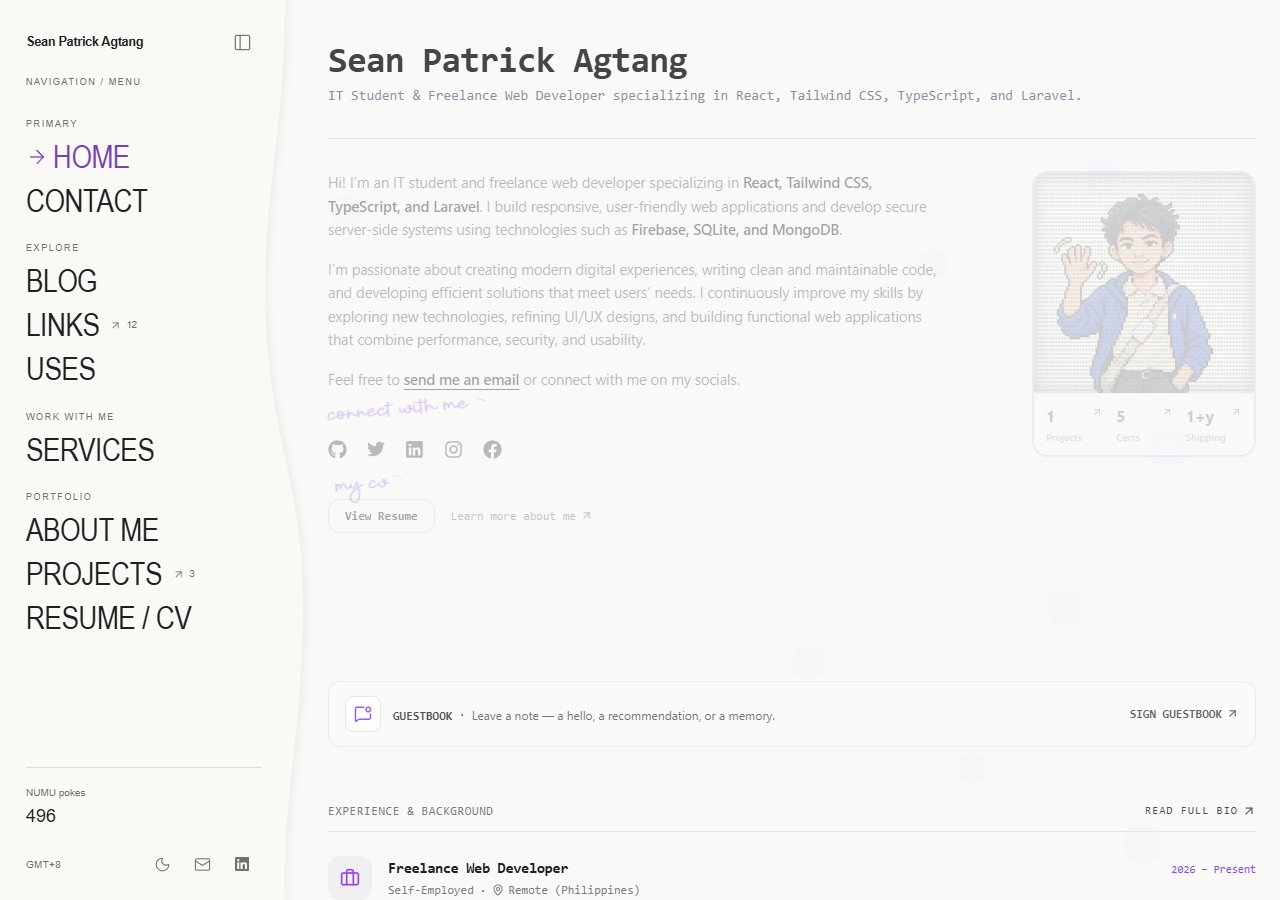 Sean Patrick Agtang
NAVIGATION / MENU
PRIMARY
HOME
CONTACT
EXPLORE
BLOG
LINKS 12
USES
WORK WITH ME
SERVICES
PORTFOLIO
ABOUT ME
PROJECTS 3
RESUME / CV
NUMU pokes
496
GMT+8
Sean Patrick Agtang
IT Student & Freelance Web Developer specializing in React, Tailwind CSS, TypeScript, and Laravel.
Hi! I'm an IT student and freelance web developer specializing in React, Tailwind CSS,
TypeScript, and Laravel. I build responsive, user-friendly web applications and develop secure
server-side systems using technologies such as Firebase, SQLite, and MongoDB.
I'm passionate about creating modern digital experiences, writing clean and maintainable code,
and developing efficient solutions that meet users' needs. I continuously improve my skills by
exploring new technologies, refining UI/UX designs, and building functional web applications
that combine performance, security, and usability.
Feel free to send me an email or connect with me on my socials.
connect with me
my cv
View Resume
Learn more about me
1
Projects
5
Certs
1+y
Shipping
GUESTBOOK · Leave a note — a hello, a recommendation, or a memory.
SIGN GUESTBOOK
EXPERIENCE & BACKGROUND
READ FULL BIO
Freelance Web Developer
2026 – Present
Self-Employed · Remote (Philippines)